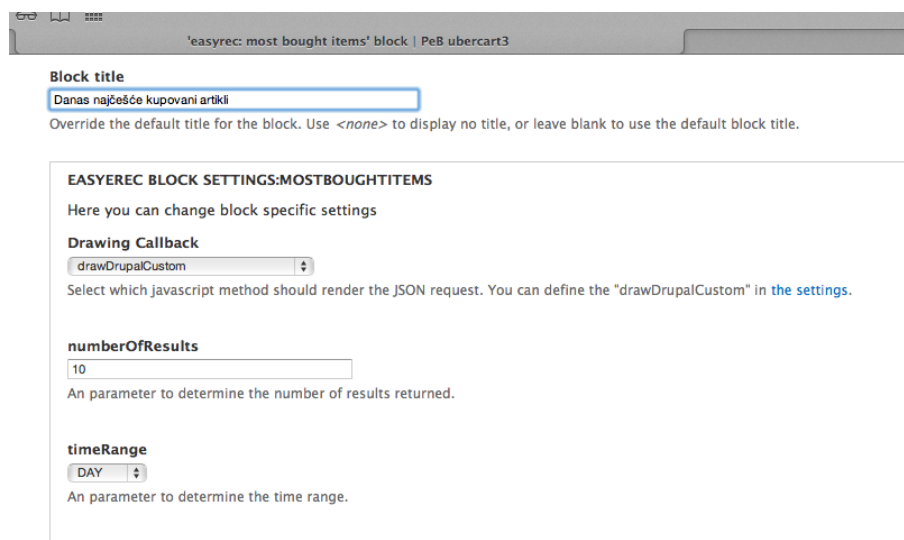 'easyrec: most bought items' block | PeB ubercart3
Block title
Danas najčešće kupovani artikli
Override the default title for the block. Use <none> to display no title, or leave blank to use the default block title.
EASYEREC BLOCK SETTINGS:MOSTBOUGHTITEMS
Here you can change block specific settings
Drawing Callback
drawDrupalCustom
Select which javascript method should render the JSON request. You can define the "drawDrupalCustom" in the settings.
numberOfResults
10
An parameter to determine the number of results returned.
timeRange
DAY
An parameter to determine the time range.